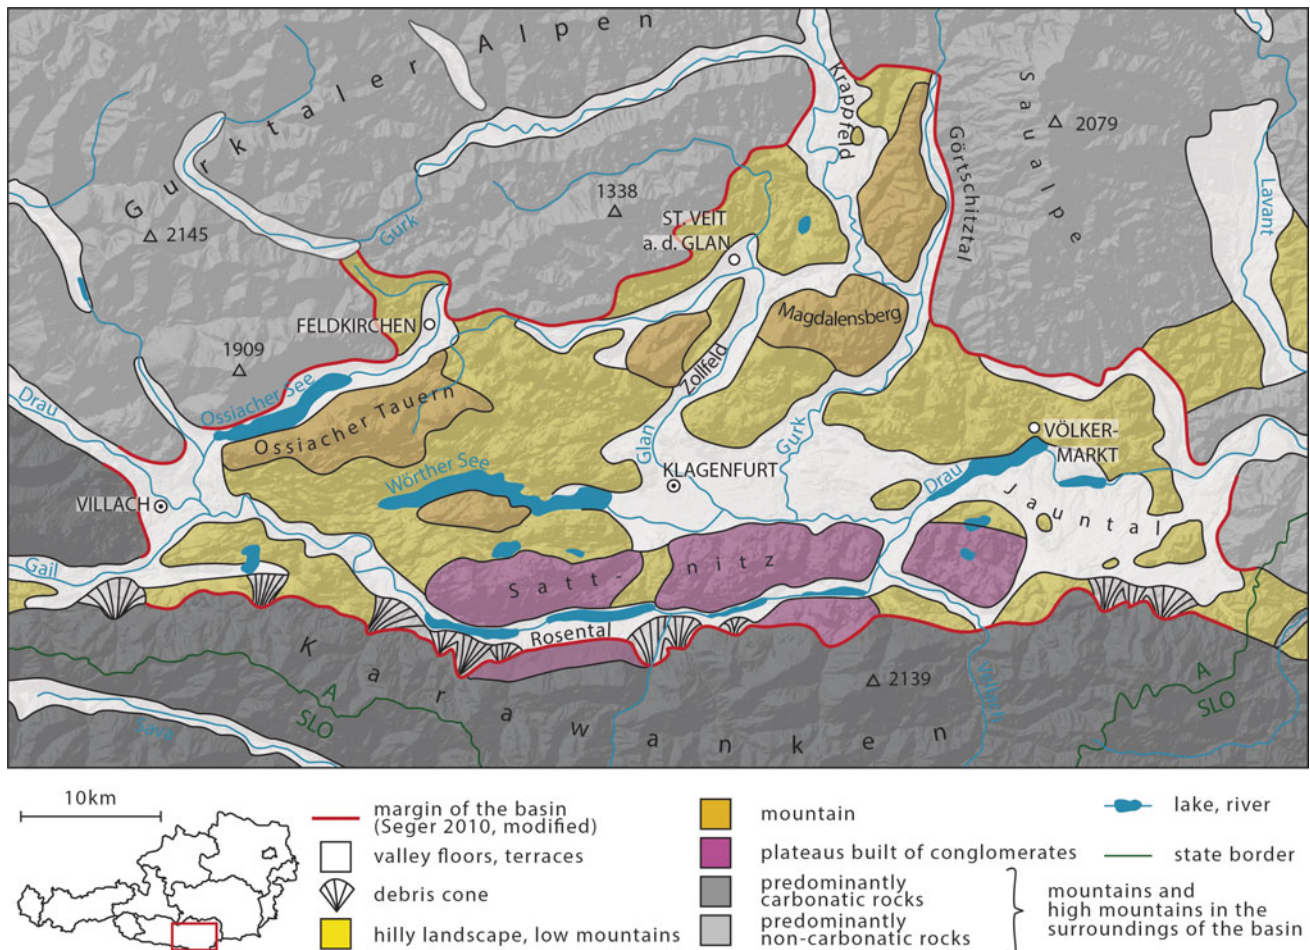 Gurktaler Alpen
Krappfeld
Görtschitztal
Saualpe
2079
Lavant
1338
2145
Gurk
ST. VEIT
a. d. GLAN
FELDKIRCHEN
Magdalensberg
1909
Zollfeld
Ossiacher See
Drau
Ossiacher Tauern
VÖLKER-
MARKT
Glan
Gurk
KLAGENFURT
Wörther See
Drau
VILLACH
Jauntal
Gail
Satt-
nitz
Rosental
Karawanken
2139
Vellach
A
SLO
A
SLO
Sava
10km
margin of the basin
(Seger 2010, modified)
valley floors, terraces
debris cone
hilly landscape, low mountains
mountain
plateaus built of conglomerates
predominantly
carbonatic rocks
predominantly
non-carbonatic rocks
lake, river
state border
mountains and
high mountains in the
surroundings of the basin